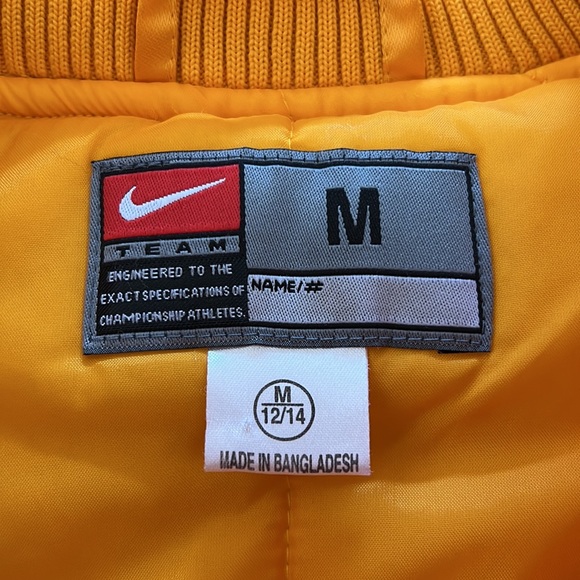 TEAM
ENGINEERED TO THE
EXACT SPECIFICATIONS OF
CHAMPIONSHIP ATHLETES.
M
NAME/#
M
12/14
MADE IN BANGLADESH